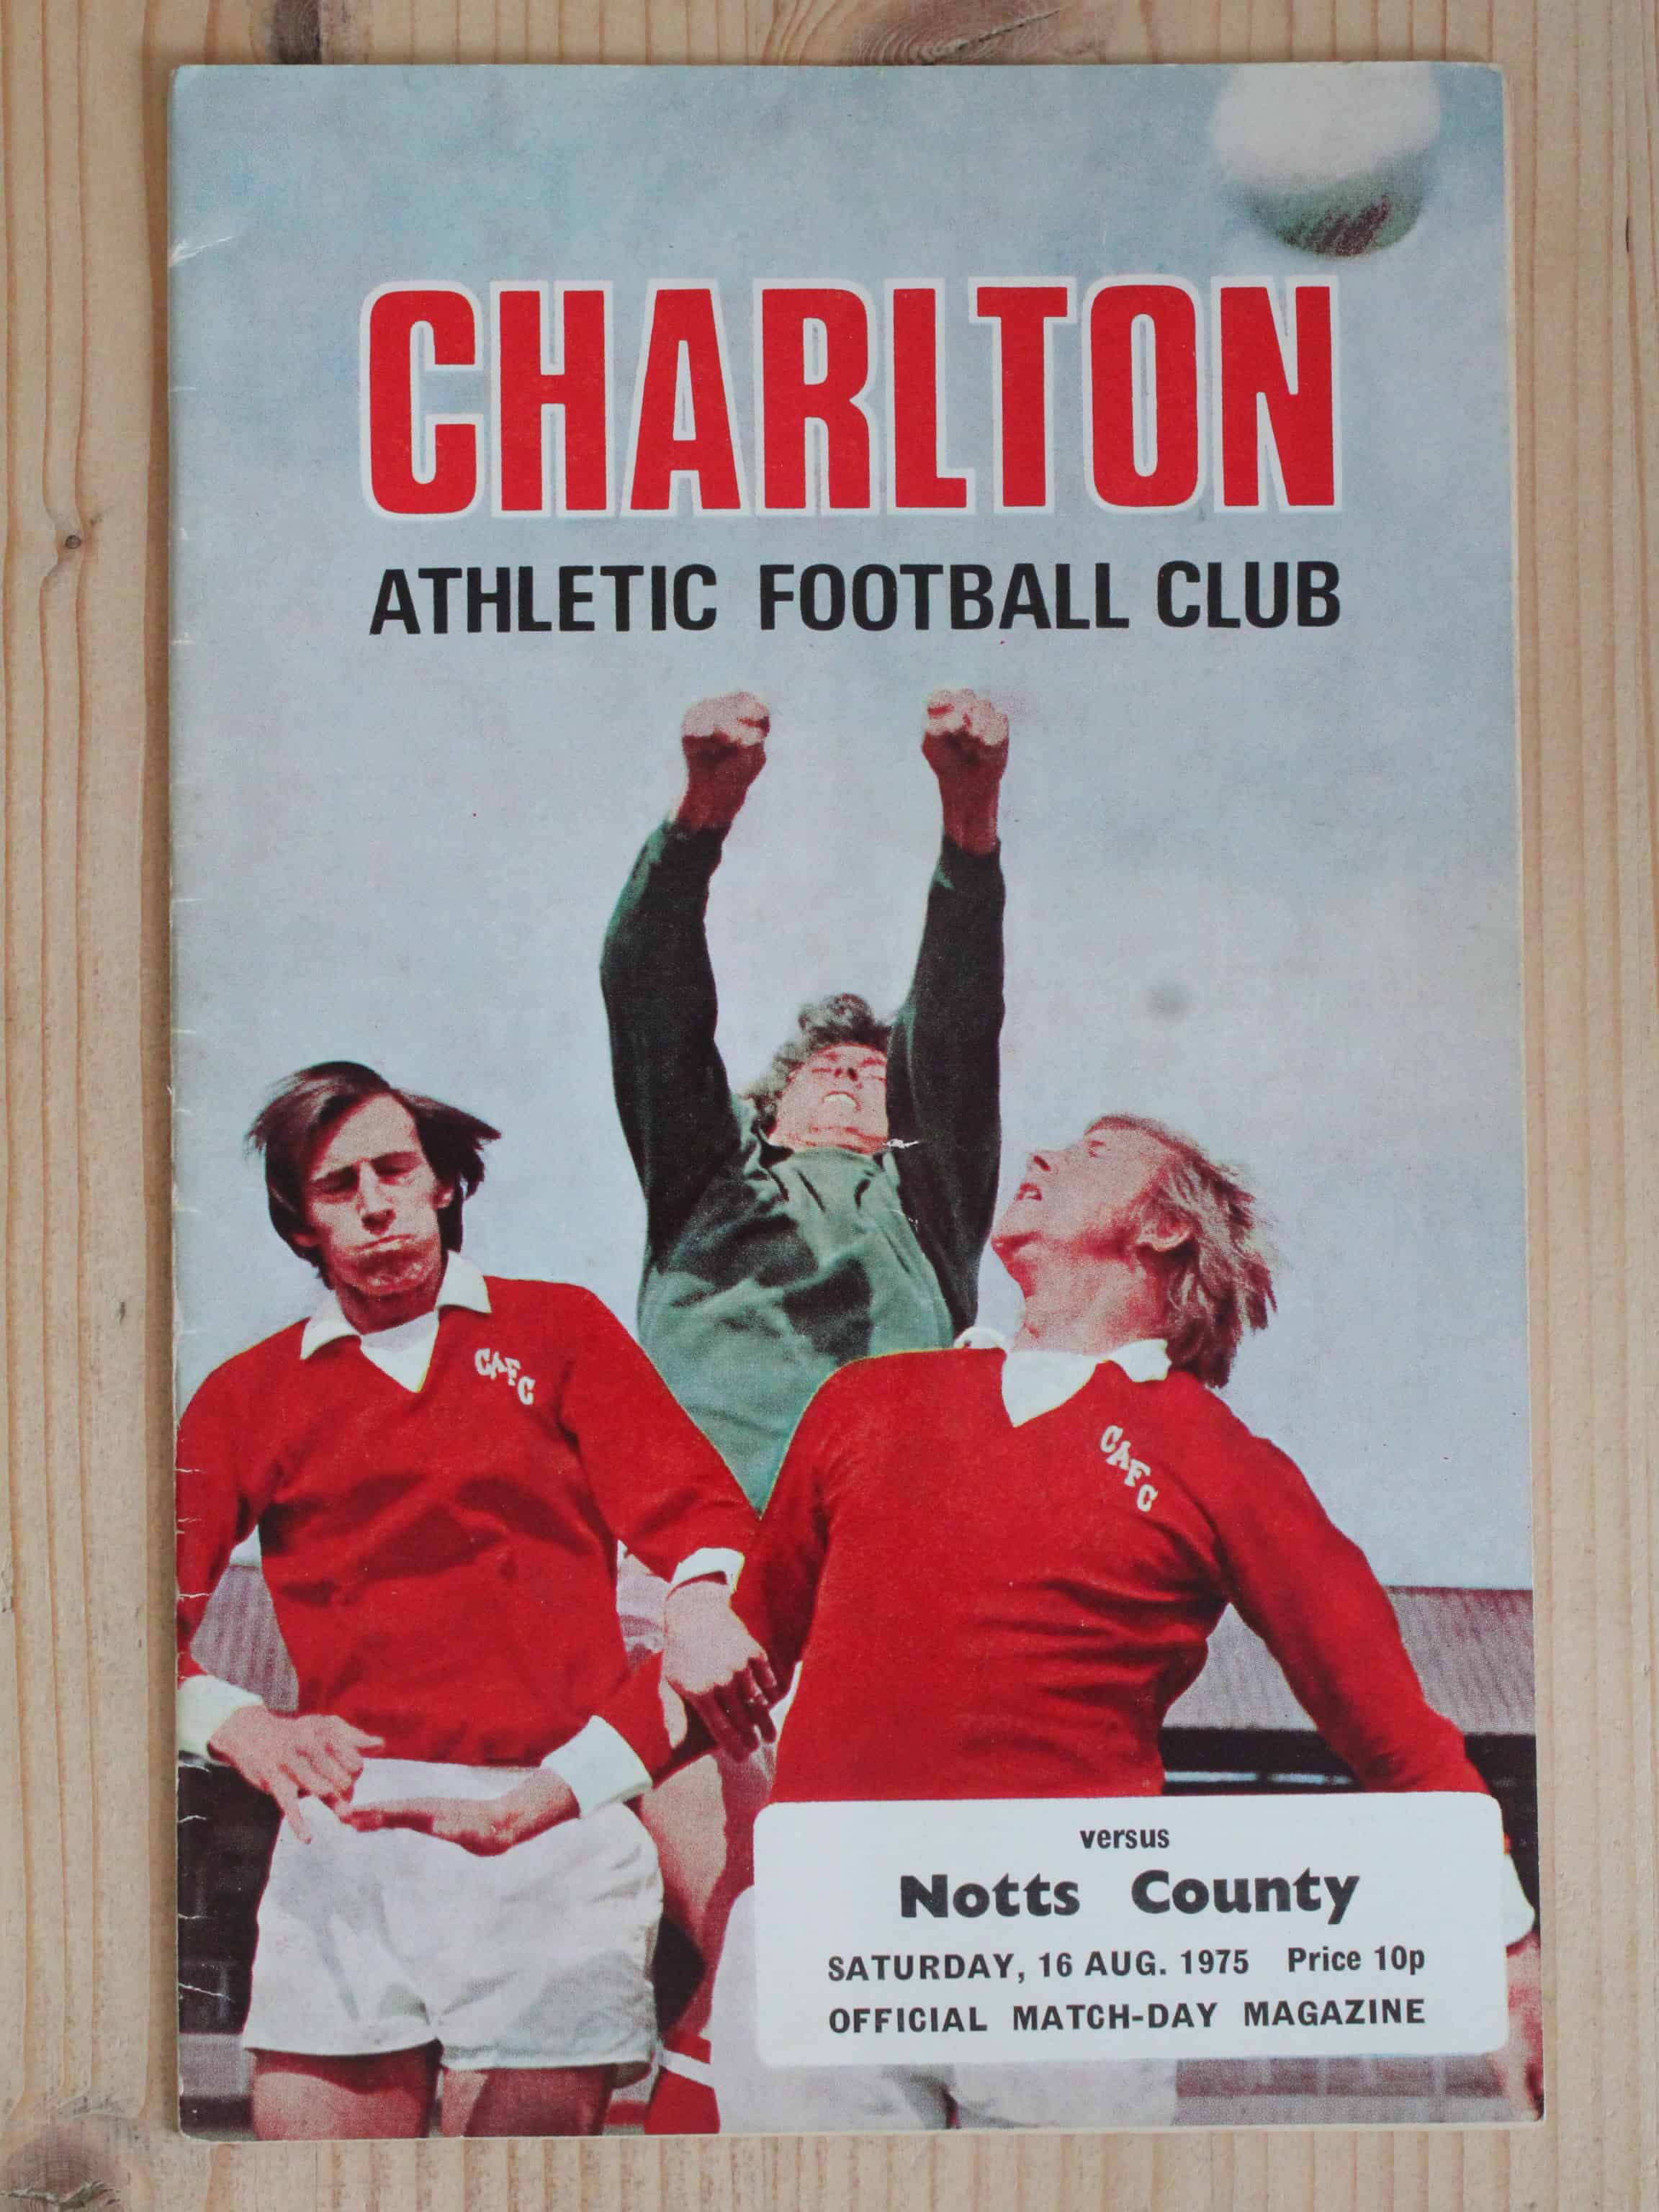 CHARLTON
ATHLETIC FOOTBALL CLUB
CAFC
CAFC
versus
Notts County
SATURDAY, 16 AUG. 1975 Price 10p
OFFICIAL MATCH-DAY MAGAZINE